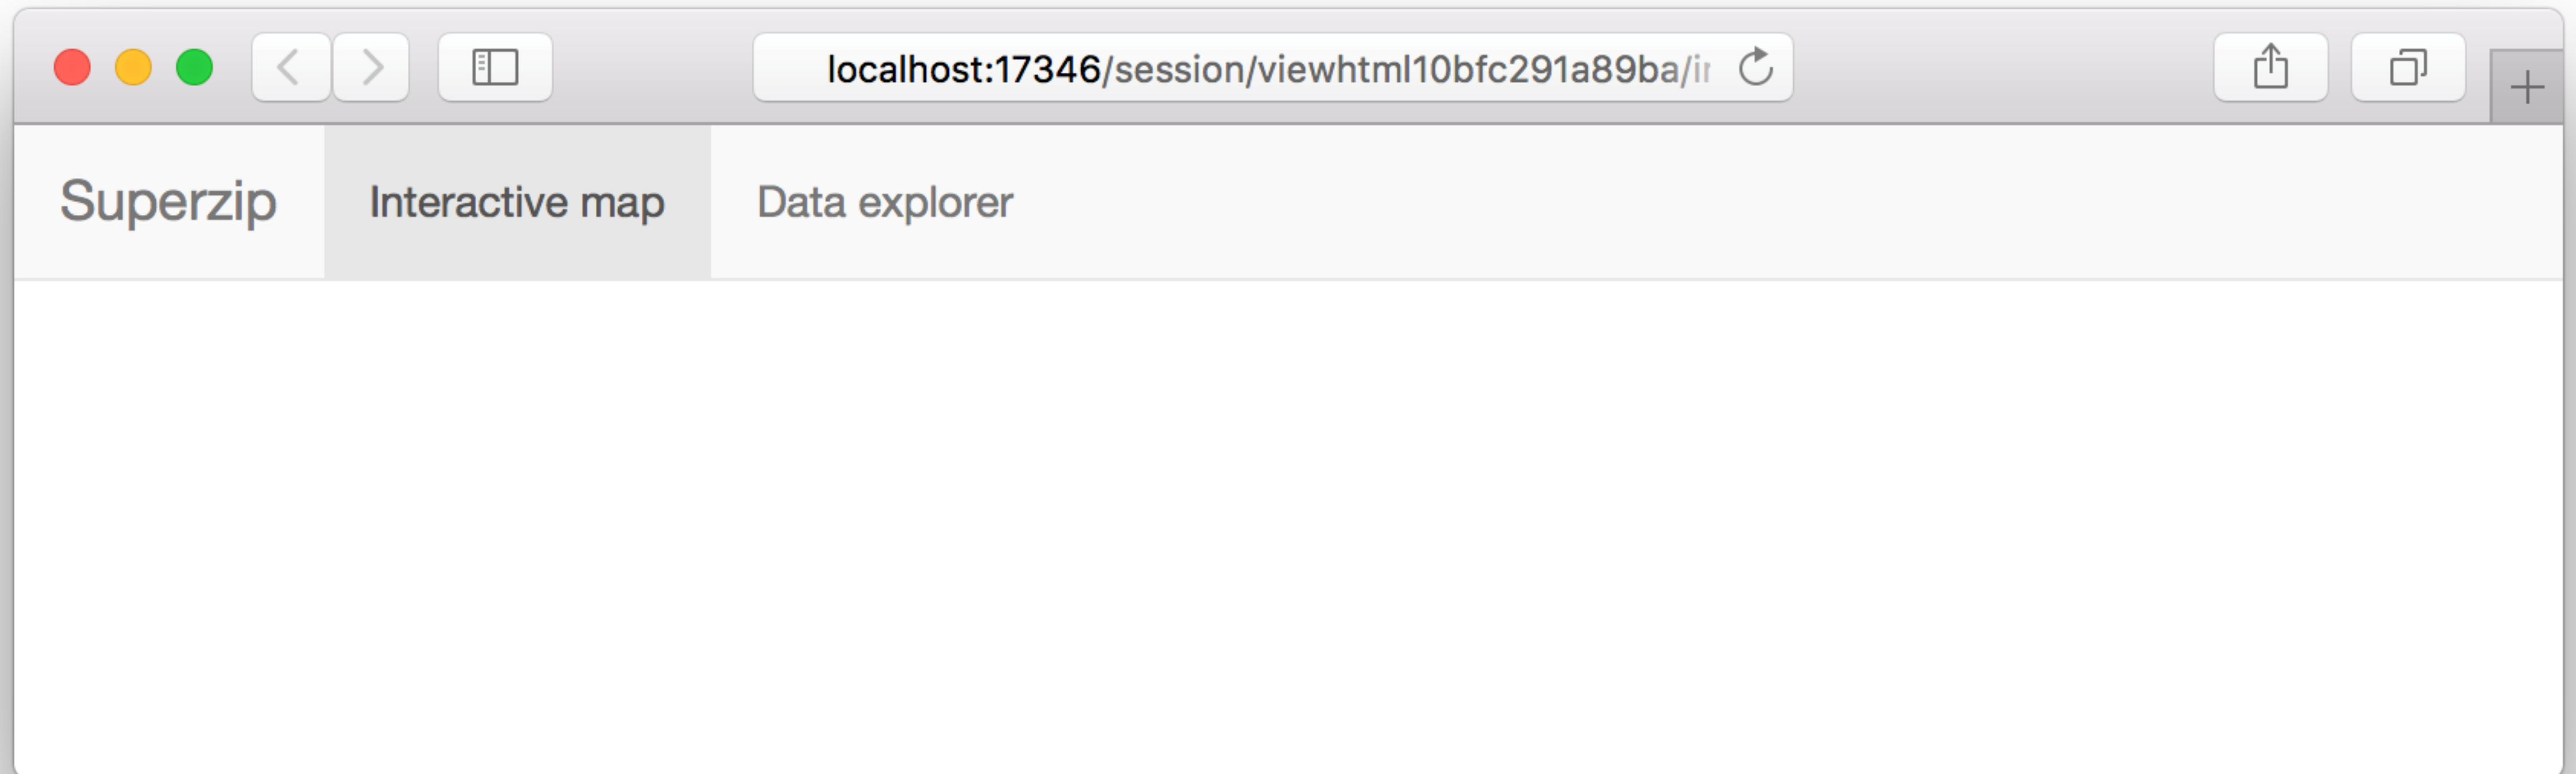 localhost:17346/session/viewhtml10bfc291a89ba/i
Superzip Interactive map Data explorer